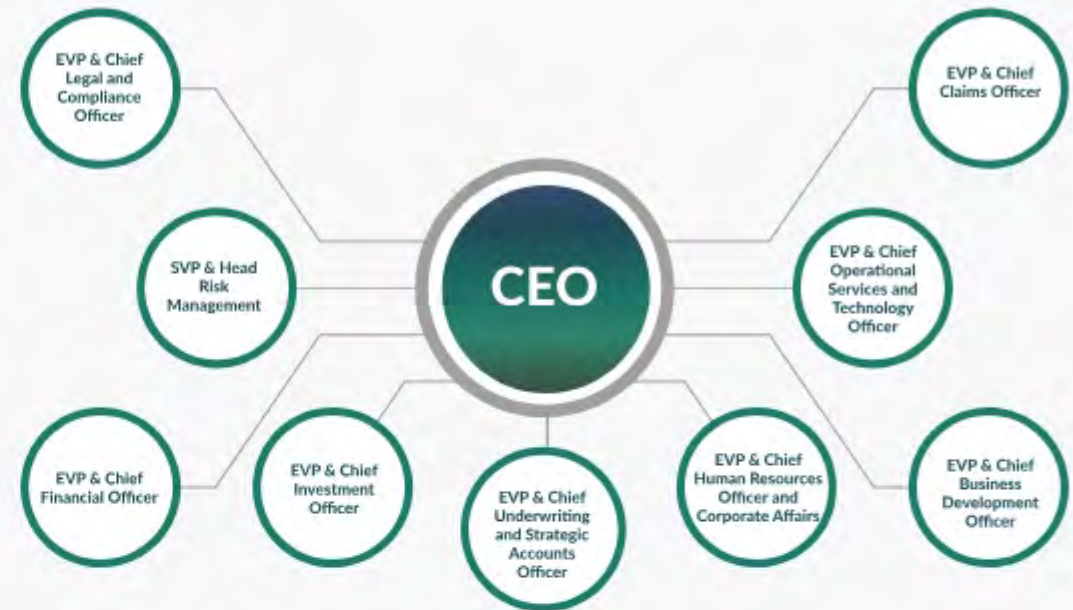 EVP & Chief
Legal and
Compliance
Officer
EVP & Chief
Claims Officer
SVP & Head
Risk
Management
CEO
EVP & Chief
Operational
Services and
Technology
Officer
EVP & Chief
Financial Officer
EVP & Chief
Investment
Officer
EVP & Chief
Underwriting
and Strategic
Accounts
Officer
EVP & Chief
Human Resources
Officer and
Corporate Affairs
EVP & Chief
Business
Development
Officer